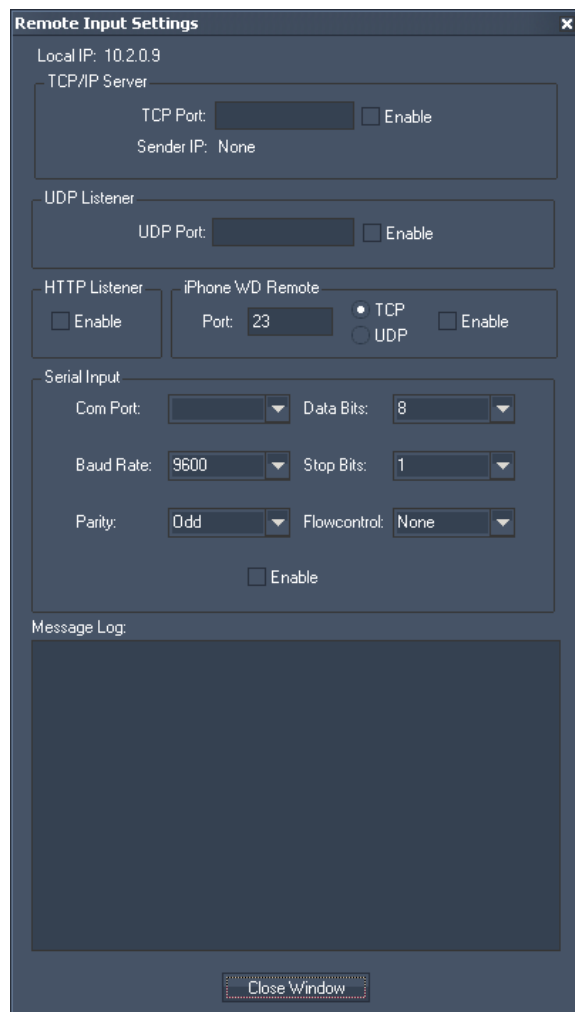 Remote Input Settings
Local IP: 10.2.0.9
TCP/IP Server
TCP Port: Enable
Sender IP: None
UDP Listener
UDP Port: Enable
HTTP Listener
Enable
iPhone WD Remote
Port: 23 TCP UDP Enable
Serial Input
Com Port: Data Bits: 8
Baud Rate: 9600 Stop Bits: 1
Parity: Odd Flowcontrol: None
Enable
Message Log:
Close Window